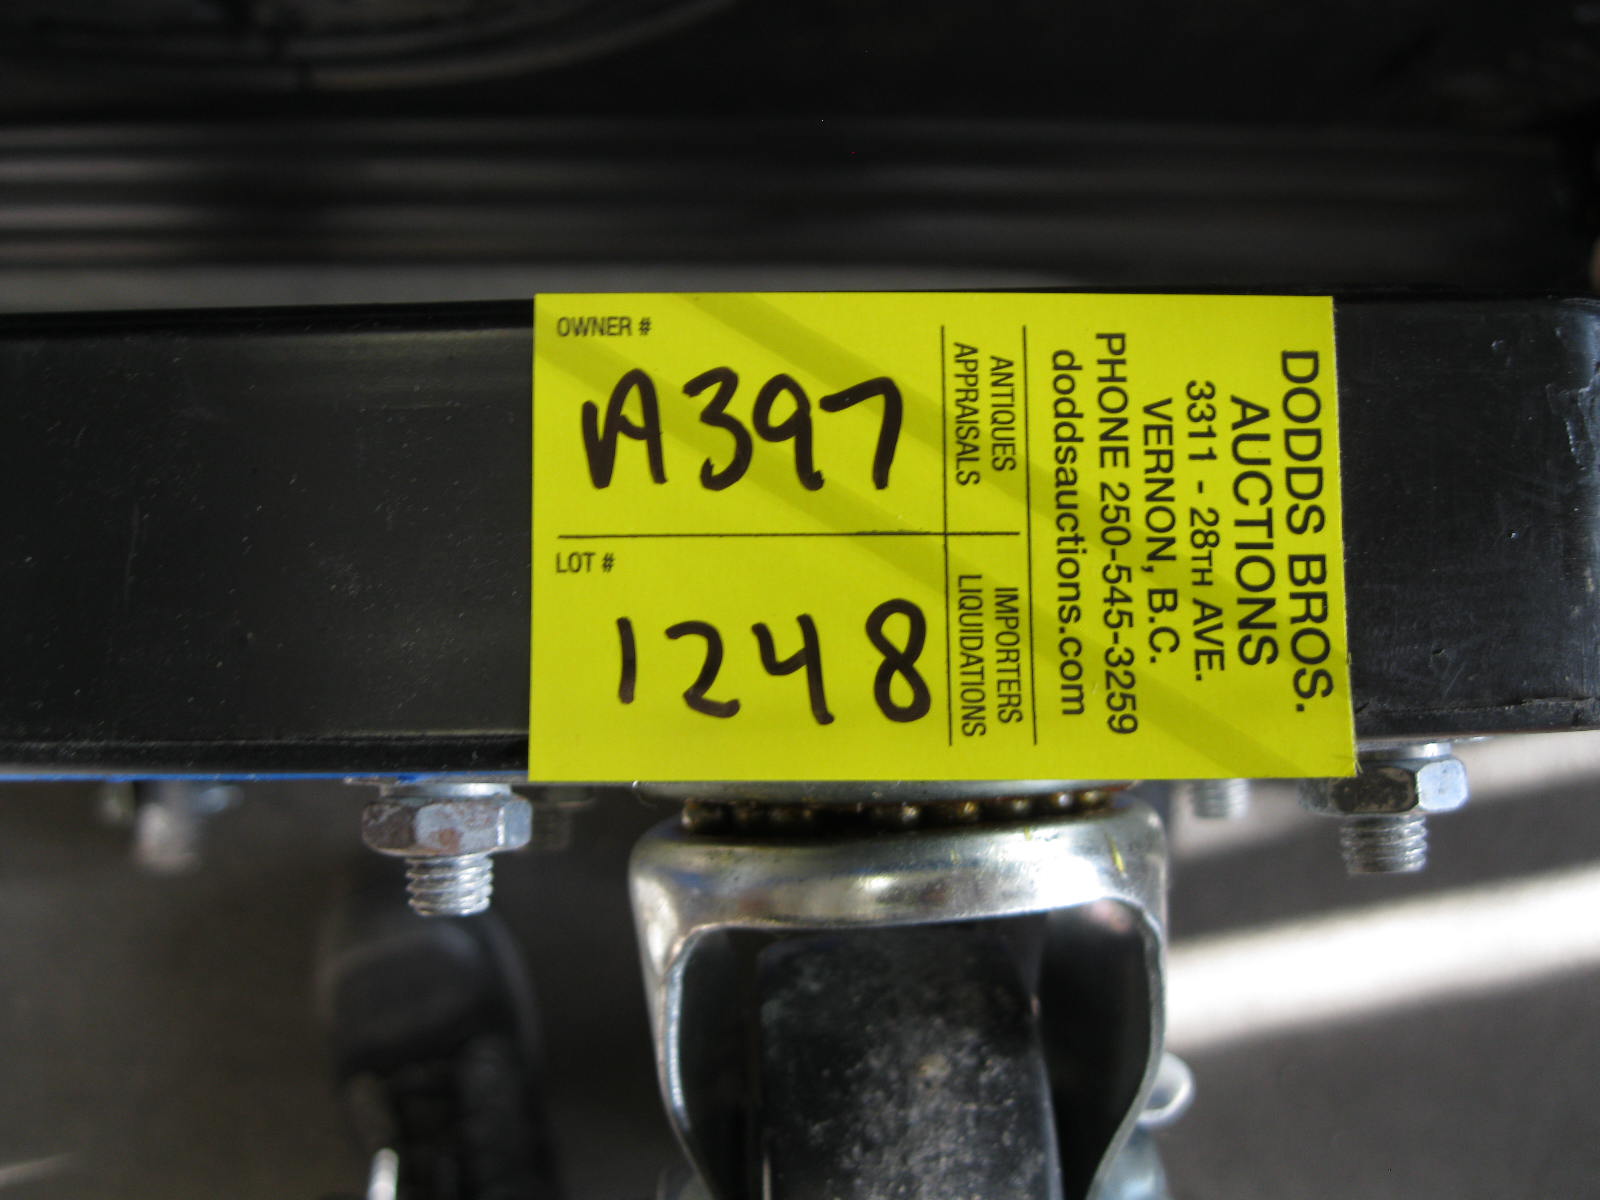 OWNER #
A397
LOT #
1248
DODDS BROS.
AUCTIONS
3311 - 28TH AVE.
VERNON, B.C.
PHONE 250-545-3259
doddsauctions.com
ANTIQUES
APPRAISALS
IMPORTERS
LIQUIDATIONS